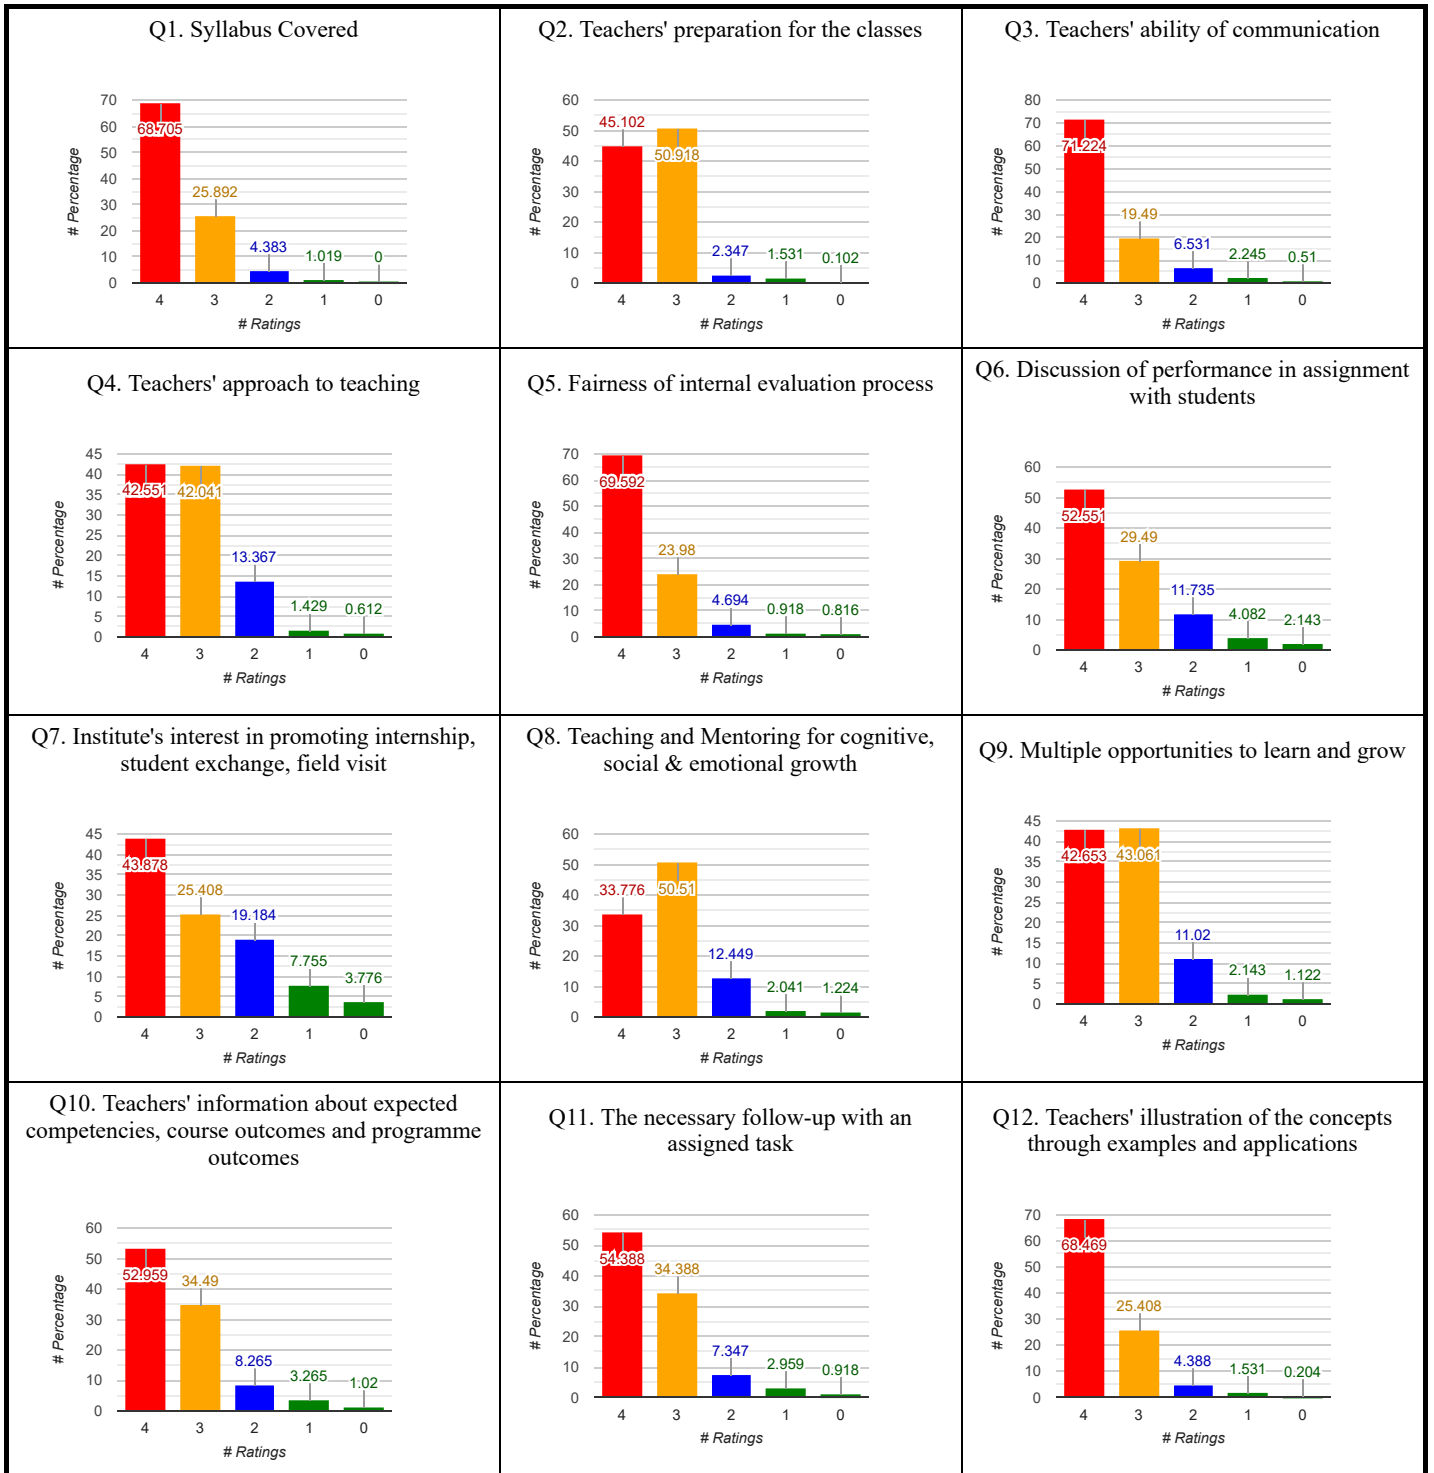 Q1. Syllabus Covered
# Percentage
70
60
50
40
30
20
10
0
68.705
25.892
4.383
1.019
0
4 3 2 1 0
# Ratings
Q2. Teachers' preparation for the classes
# Percentage
60
50
40
30
20
10
0
45.102
50.918
2.347
1.531
0.102
4 3 2 1 0
# Ratings
Q3. Teachers' ability of communication
# Percentage
80
70
60
50
40
30
20
10
0
71.224
19.49
6.531
2.245
0.51
4 3 2 1 0
# Ratings
Q4. Teachers' approach to teaching
# Percentage
45
40
35
30
25
20
15
10
5
0
42.551
42.041
13.367
1.429
0.612
4 3 2 1 0
# Ratings
Q5. Fairness of internal evaluation process
# Percentage
70
60
50
40
30
20
10
0
69.592
23.98
4.694
0.918
0.816
4 3 2 1 0
# Ratings
Q6. Discussion of performance in assignment
with students
# Percentage
60
50
40
30
20
10
0
52.551
29.49
11.735
4.082
2.143
4 3 2 1 0
# Ratings
Q7. Institute's interest in promoting internship,
student exchange, field visit
# Percentage
45
40
35
30
25
20
15
10
5
0
43.878
25.408
19.184
7.755
3.776
4 3 2 1 0
# Ratings
Q8. Teaching and Mentoring for cognitive,
social & emotional growth
# Percentage
60
50
40
30
20
10
0
33.776
50.51
12.449
2.041
1.224
4 3 2 1 0
# Ratings
Q9. Multiple opportunities to learn and grow
# Percentage
45
40
35
30
25
20
15
10
5
0
42.653
43.061
11.02
2.143
1.122
4 3 2 1 0
# Ratings
Q10. Teachers' information about expected
competencies, course outcomes and programme
outcomes
# Percentage
60
50
40
30
20
10
0
52.959
34.49
8.265
3.265
1.02
4 3 2 1 0
# Ratings
Q11. The necessary follow-up with an
assigned task
# Percentage
60
50
40
30
20
10
0
54.388
34.388
7.347
2.959
0.918
4 3 2 1 0
# Ratings
Q12. Teachers' illustration of the concepts
through examples and applications
# Percentage
70
60
50
40
30
20
10
0
68.469
25.408
4.388
1.531
0.204
4 3 2 1 0
# Ratings